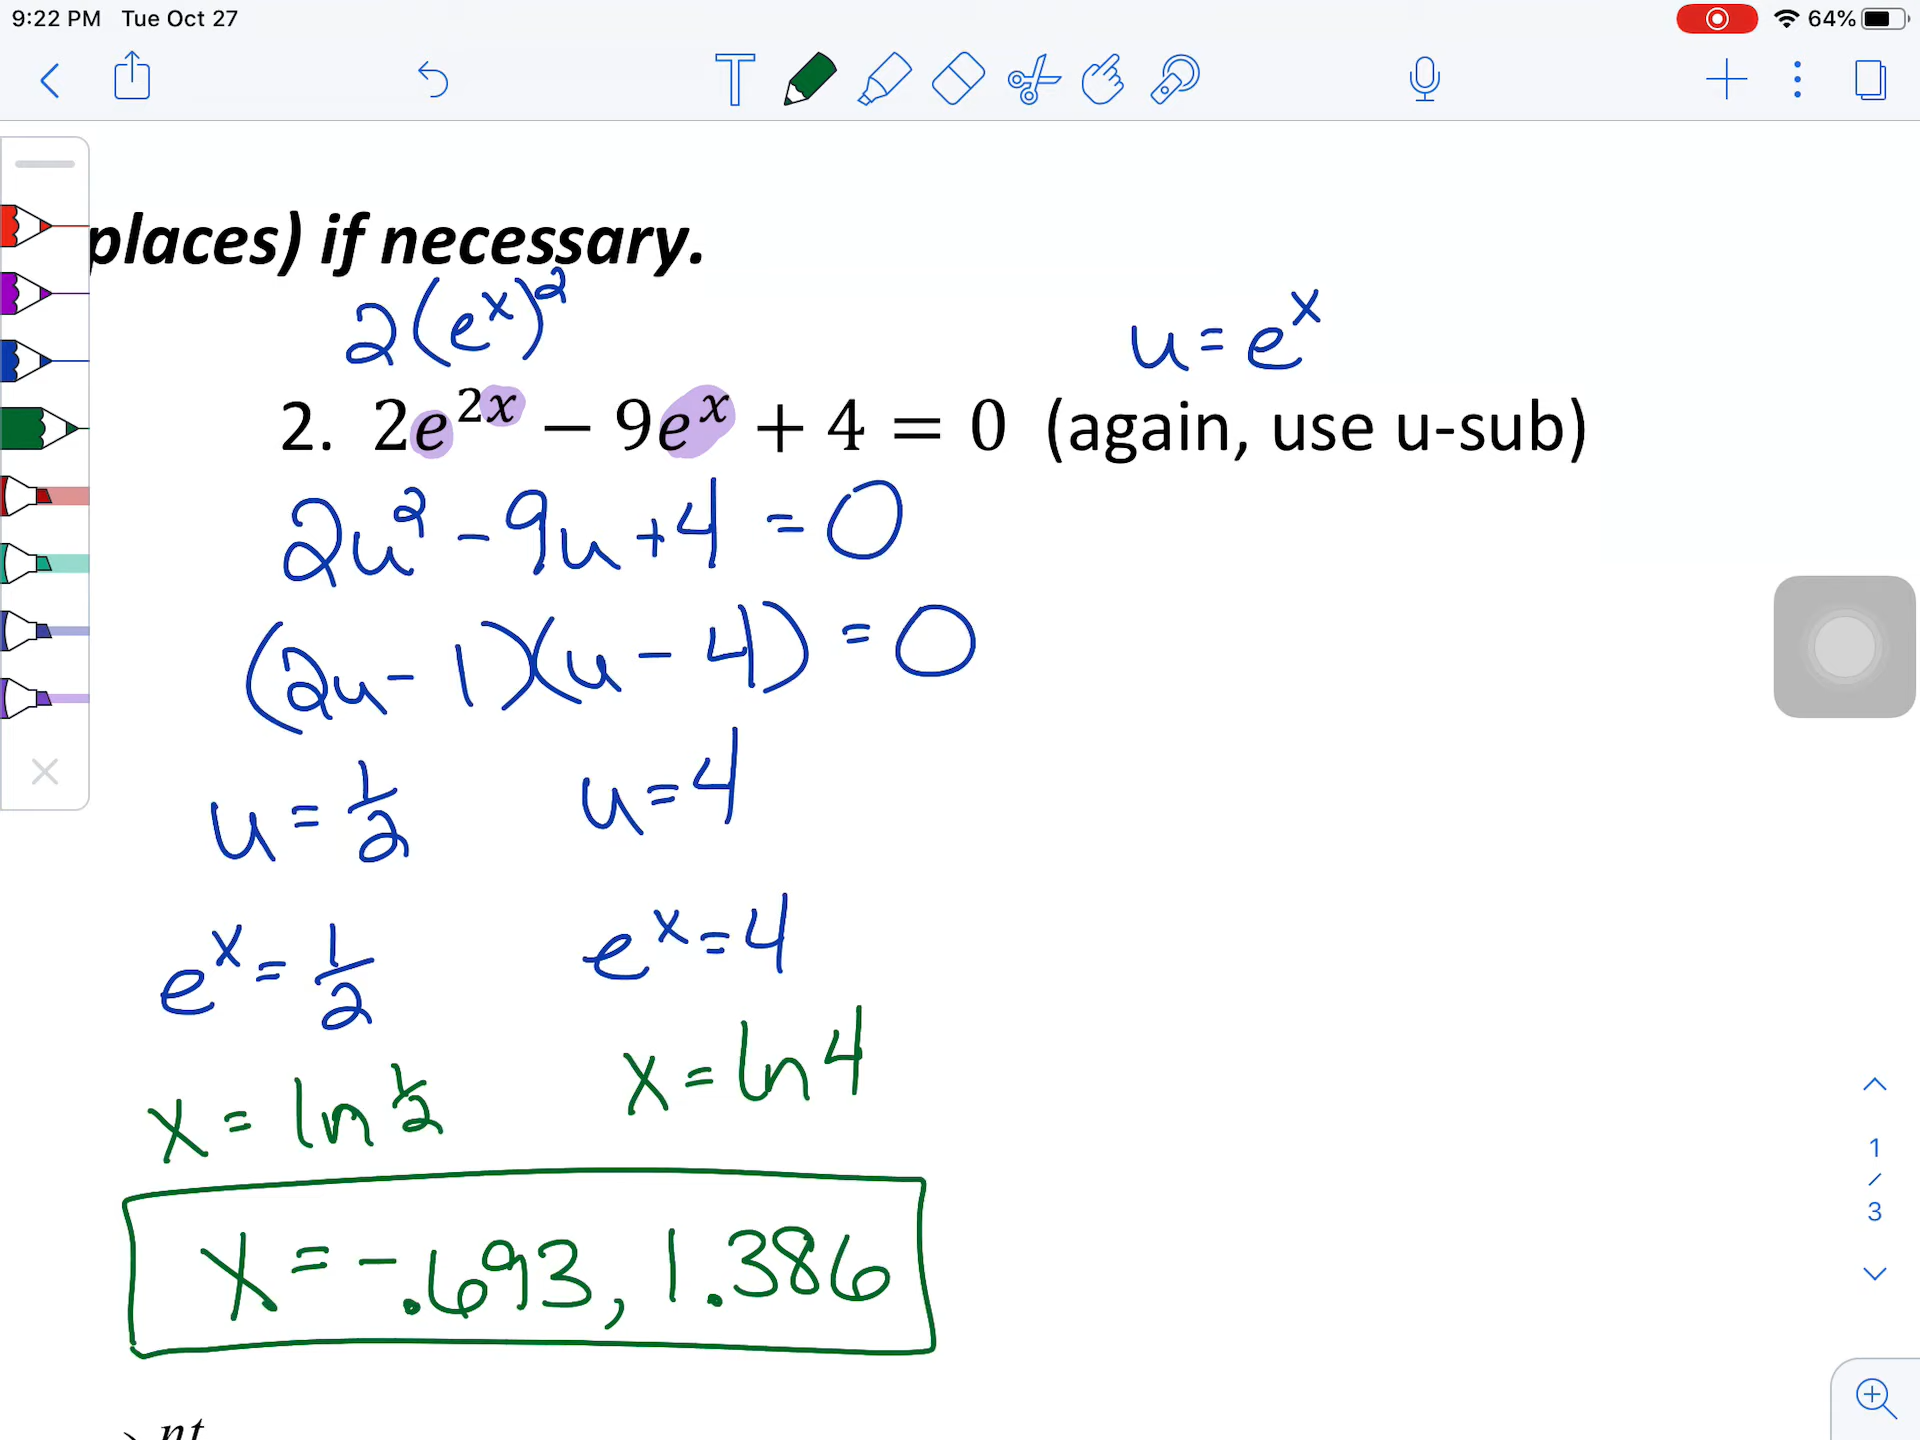 9:22 PM Tue Oct 27 64%
T
places) if necessary.
2(e^x)^2 u = e^x
2. 2e^{2x} − 9e^x + 4 = 0 (again, use u-sub)
2u^2 - 9u + 4 = 0
(2u - 1)(u - 4) = 0
u = 1/2 u = 4
e^x = 1/2 e^x = 4
x = ln 1/2 x = ln 4
x = -.693, 1.386
1
/
3
nt